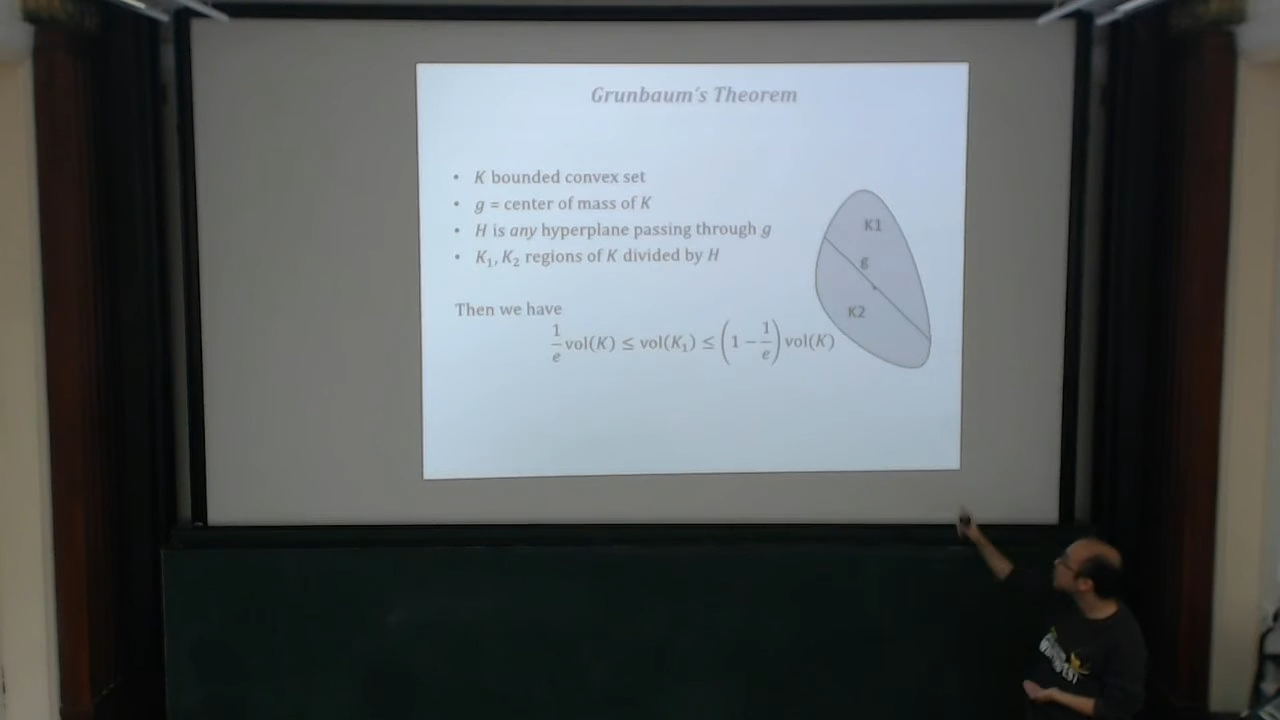 Grunbaum's Theorem
• K bounded convex set
• g = center of mass of K
• H is any hyperplane passing through g
• K₁, K₂ regions of K divided by H
Then we have
1/e vol(K) ≤ vol(K₁) ≤ (1 − 1/e) vol(K)
K1
g
K2